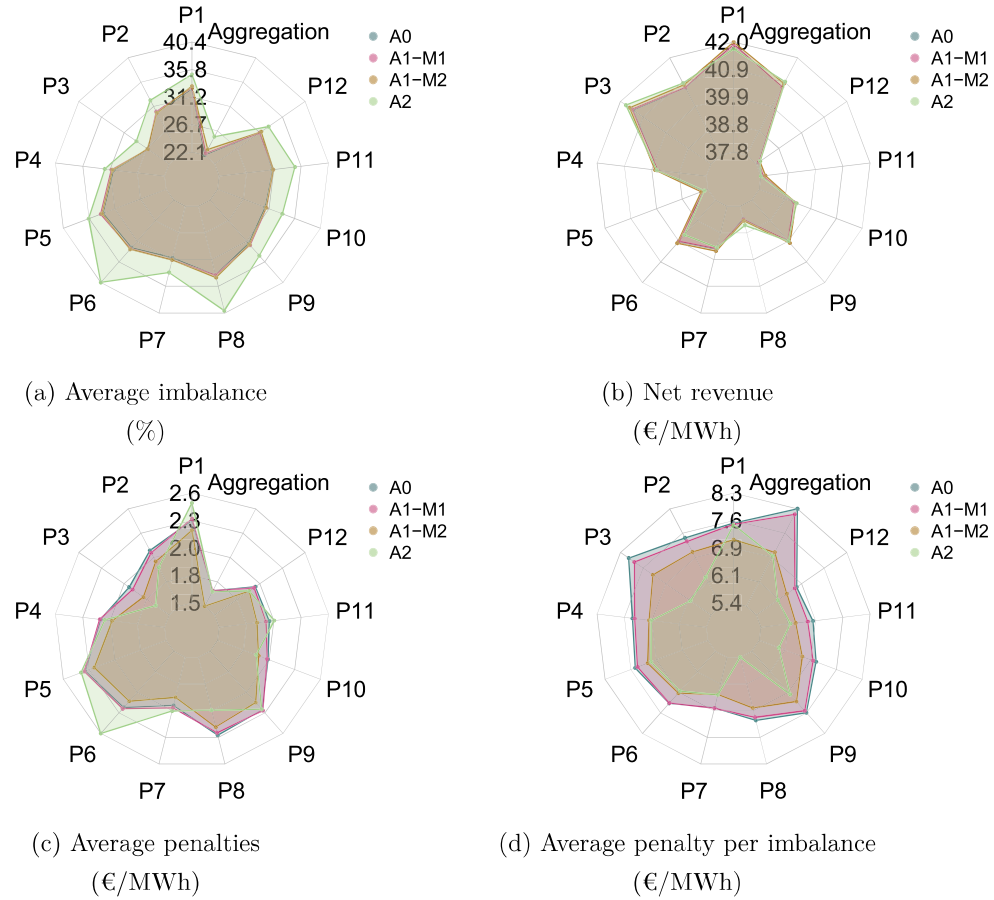 P1
Aggregation
P2
P3
P4
P5
P6
P7
P8
P9
P10
P11
P12
40.4
35.8
31.2
26.7
22.1
A0
A1−M1
A1−M2
A2
(a) Average imbalance
(%)
P1
Aggregation
P2
P3
P4
P5
P6
P7
P8
P9
P10
P11
P12
42.0
40.9
39.9
38.8
37.8
A0
A1−M1
A1−M2
A2
(b) Net revenue
(€/MWh)
P1
Aggregation
P2
P3
P4
P5
P6
P7
P8
P9
P10
P11
P12
2.6
2.3
2.0
1.8
1.5
A0
A1−M1
A1−M2
A2
(c) Average penalties
(€/MWh)
P1
Aggregation
P2
P3
P4
P5
P6
P7
P8
P9
P10
P11
P12
8.3
7.6
6.9
6.1
5.4
A0
A1−M1
A1−M2
A2
(d) Average penalty per imbalance
(€/MWh)